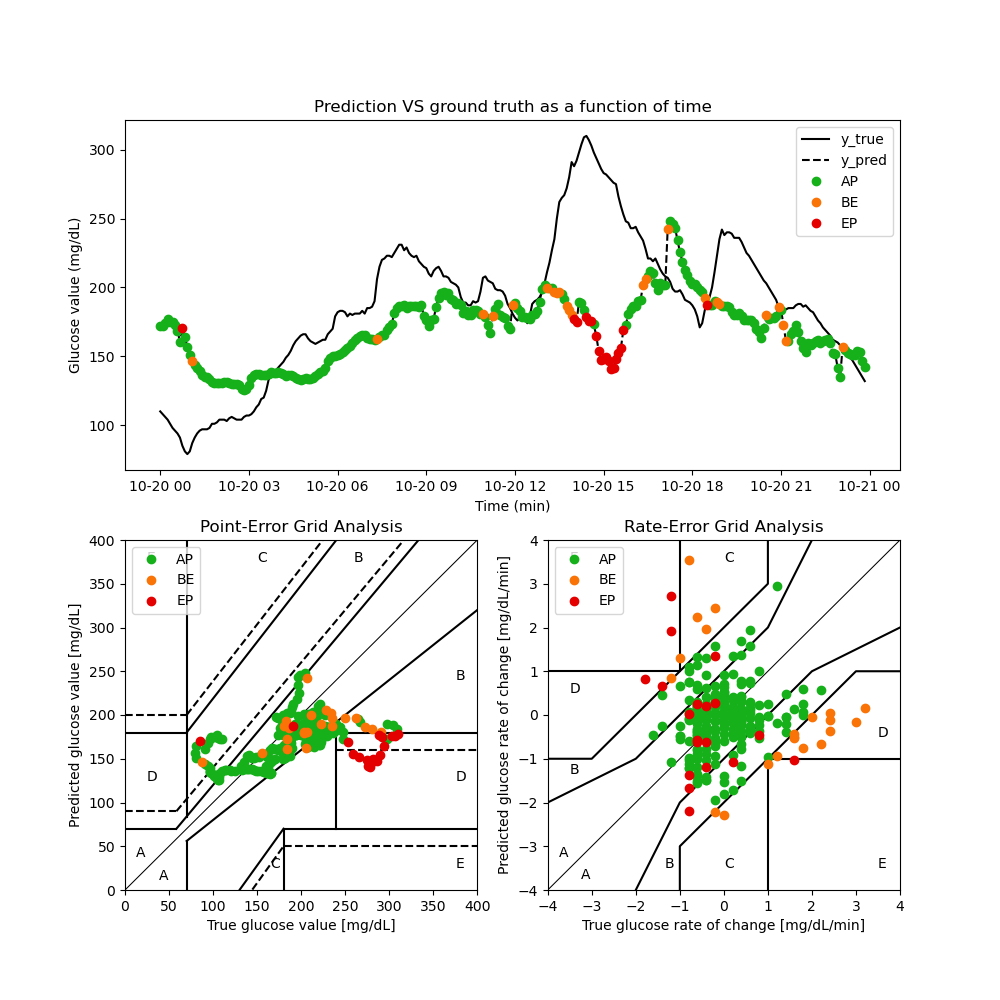 Prediction VS ground truth as a function of time
300
250
200
150
100
Glucose value (mg/dL)
y_true
y_pred
AP
BE
EP
10-20 00 10-20 03 10-20 06 10-20 09 10-20 12 10-20 15 10-20 18 10-20 21 10-21 00
Time (min)
Point-Error Grid Analysis
400
350
300
250
200
150
100
50
0
Predicted glucose value [mg/dL]
AP
BE
EP
C
B
B
D
D
A
A
C
E
0 50 100 150 200 250 300 350 400
True glucose value [mg/dL]
Rate-Error Grid Analysis
4
3
2
1
0
−1
−2
−3
−4
Predicted glucose rate of change [mg/dL/min]
AP
BE
EP
C
D
D
B
A
A
B
C
E
−4 −3 −2 −1 0 1 2 3 4
True glucose rate of change [mg/dL/min]